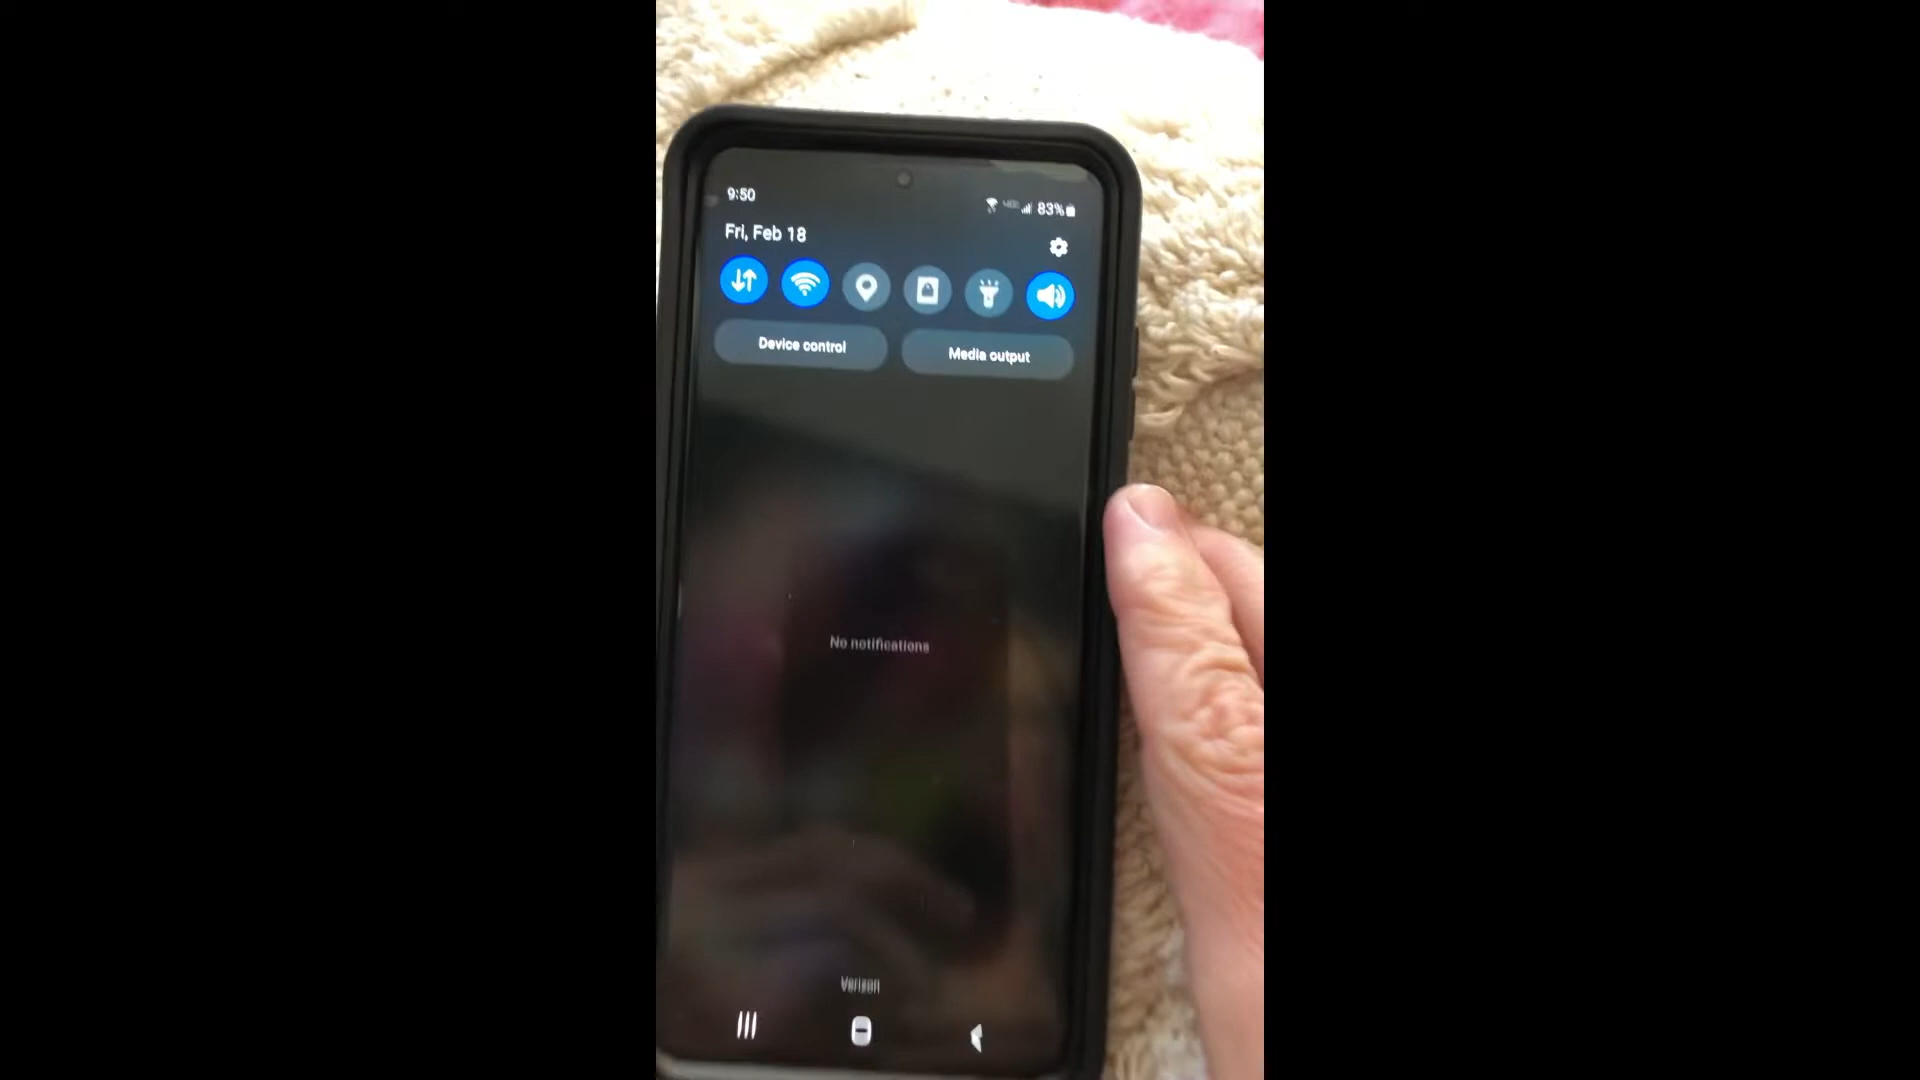 9:50
83%
Fri, Feb 18
Device control
Media output
No notifications
Verizon